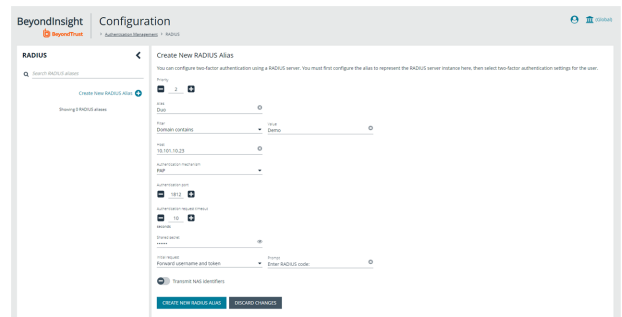 BeyondInsight
BeyondTrust
Configuration
Authentication Management > RADIUS
RADIUS
Search RADIUS Aliases
Create New RADIUS Alias
Showing 0 RADIUS aliases
Create New RADIUS Alias
You can configure two-factor authentication using a RADIUS server. You must first configure the alias to represent the RADIUS server instance here, then select two-factor authentication settings for the user.
Priority
2
Alias
Duo
Filter
Domain contains
Value
Demo
Host
10.101.10.23
Authentication mechanism
PAP
Authentication port
1812
Authentication request timeout
10
seconds
Shared secret
Initial request
Forward username and token
Prompt
Enter RADIUS code:
Transmit NAS identifiers
CREATE NEW RADIUS ALIAS
DISCARD CHANGES